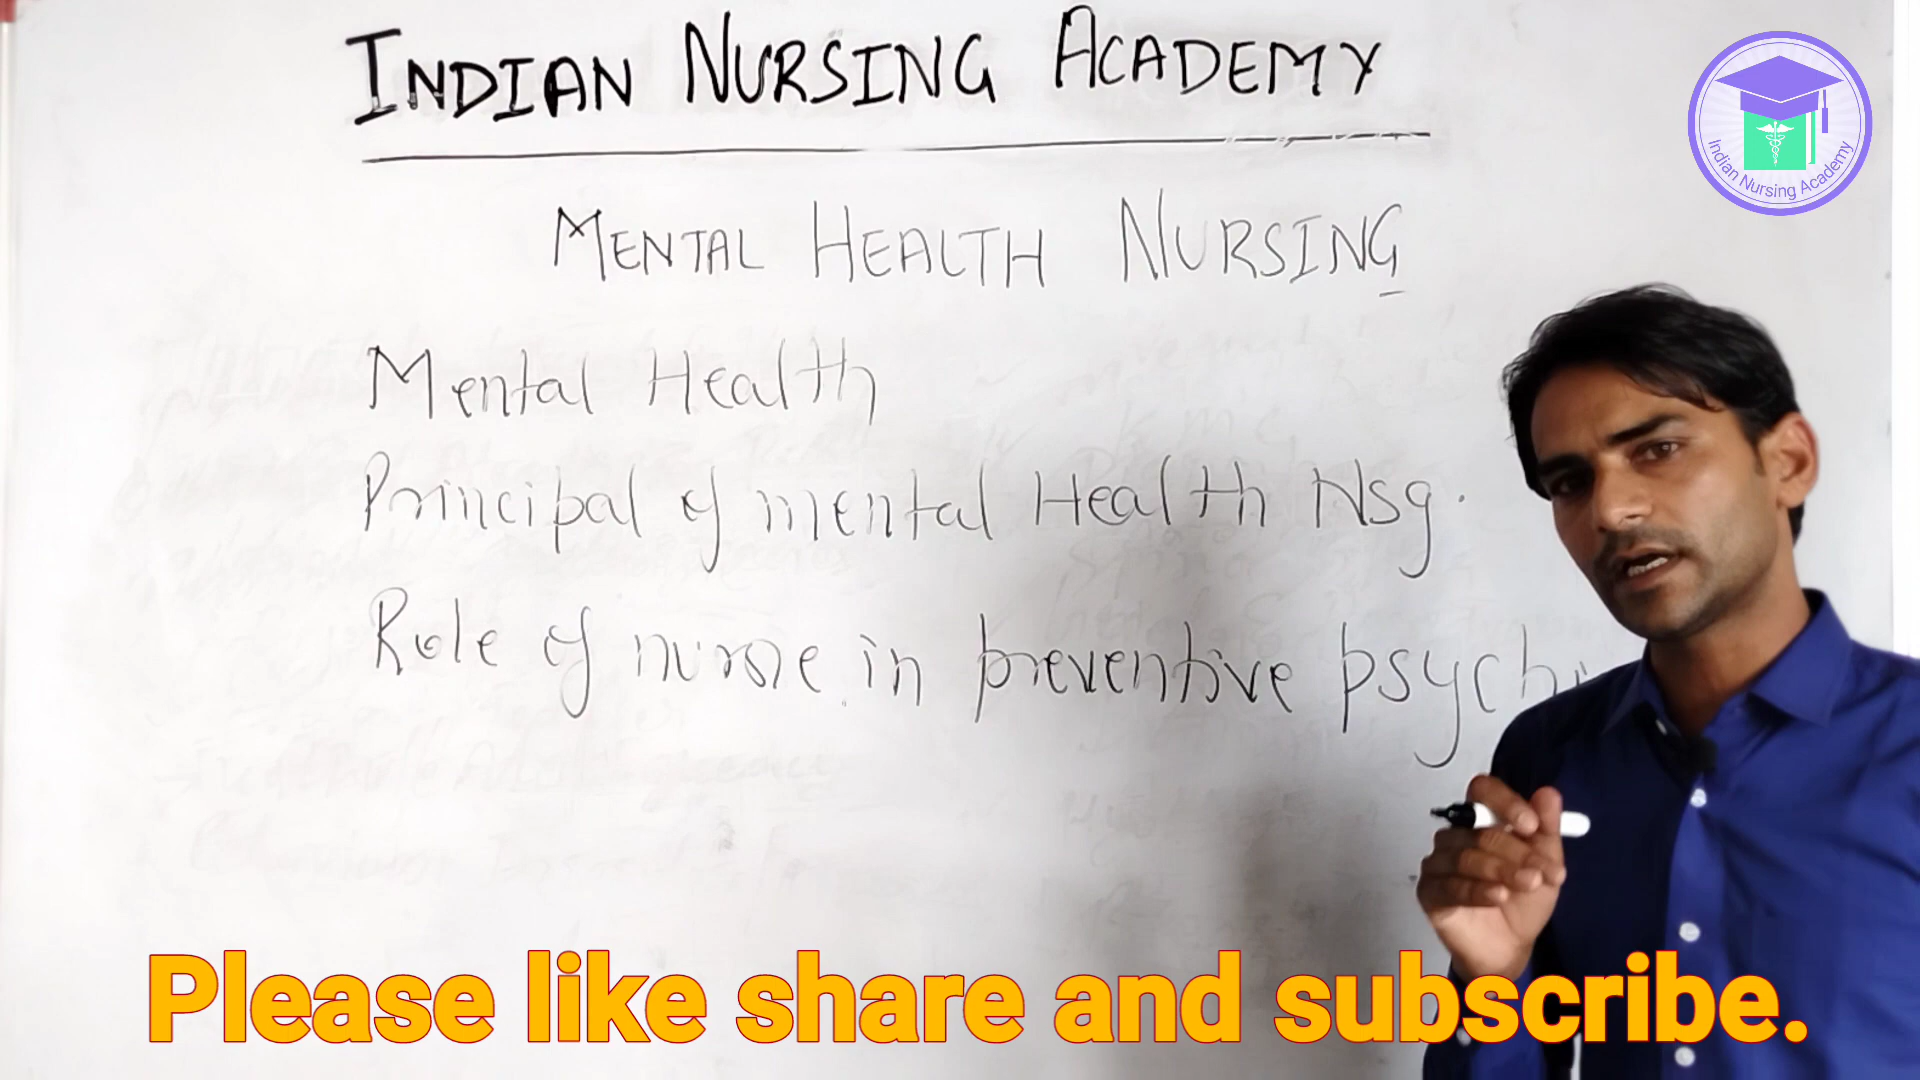 INDIAN NURSING ACADEMY
Indian Nursing Academy
MENTAL HEALTH NURSING
Mental Health
Principal of mental Health Nsg.
Role of nurse in preventive psychi
Please like share and subscribe.